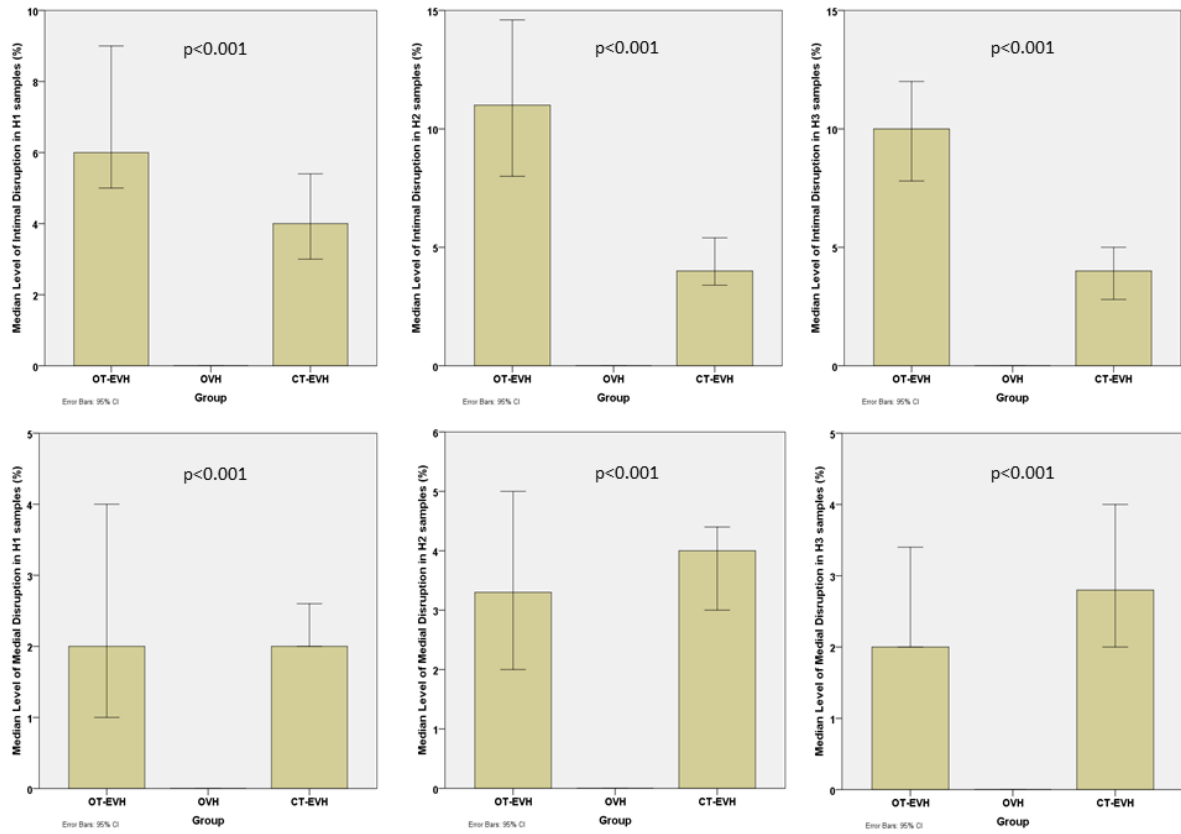 Median Level of Intimal Disruption in H1 samples (%)
10
8
6
4
2
0
p<0.001
OT-EVH OVH CT-EVH
Group
Error Bars: 95% CI
Median Level of Intimal Disruption in H2 samples (%)
15
10
5
0
p<0.001
OT-EVH OVH CT-EVH
Group
Error Bars: 95% CI
Median Level of Intimal Disruption in H3 samples (%)
15
10
5
0
p<0.001
OT-EVH OVH CT-EVH
Group
Error Bars: 95% CI
Median Level of Medial Disruption in H1 samples (%)
5
4
3
2
1
0
p<0.001
OT-EVH OVH CT-EVH
Group
Error Bars: 95% CI
Median Level of Medial Disruption in H2 samples (%)
6
5
4
3
2
1
0
p<0.001
OT-EVH OVH CT-EVH
Group
Error Bars: 95% CI
Median Level of Medial Disruption in H3 samples (%)
5
4
3
2
1
0
p<0.001
OT-EVH OVH CT-EVH
Group
Error Bars: 95% CI